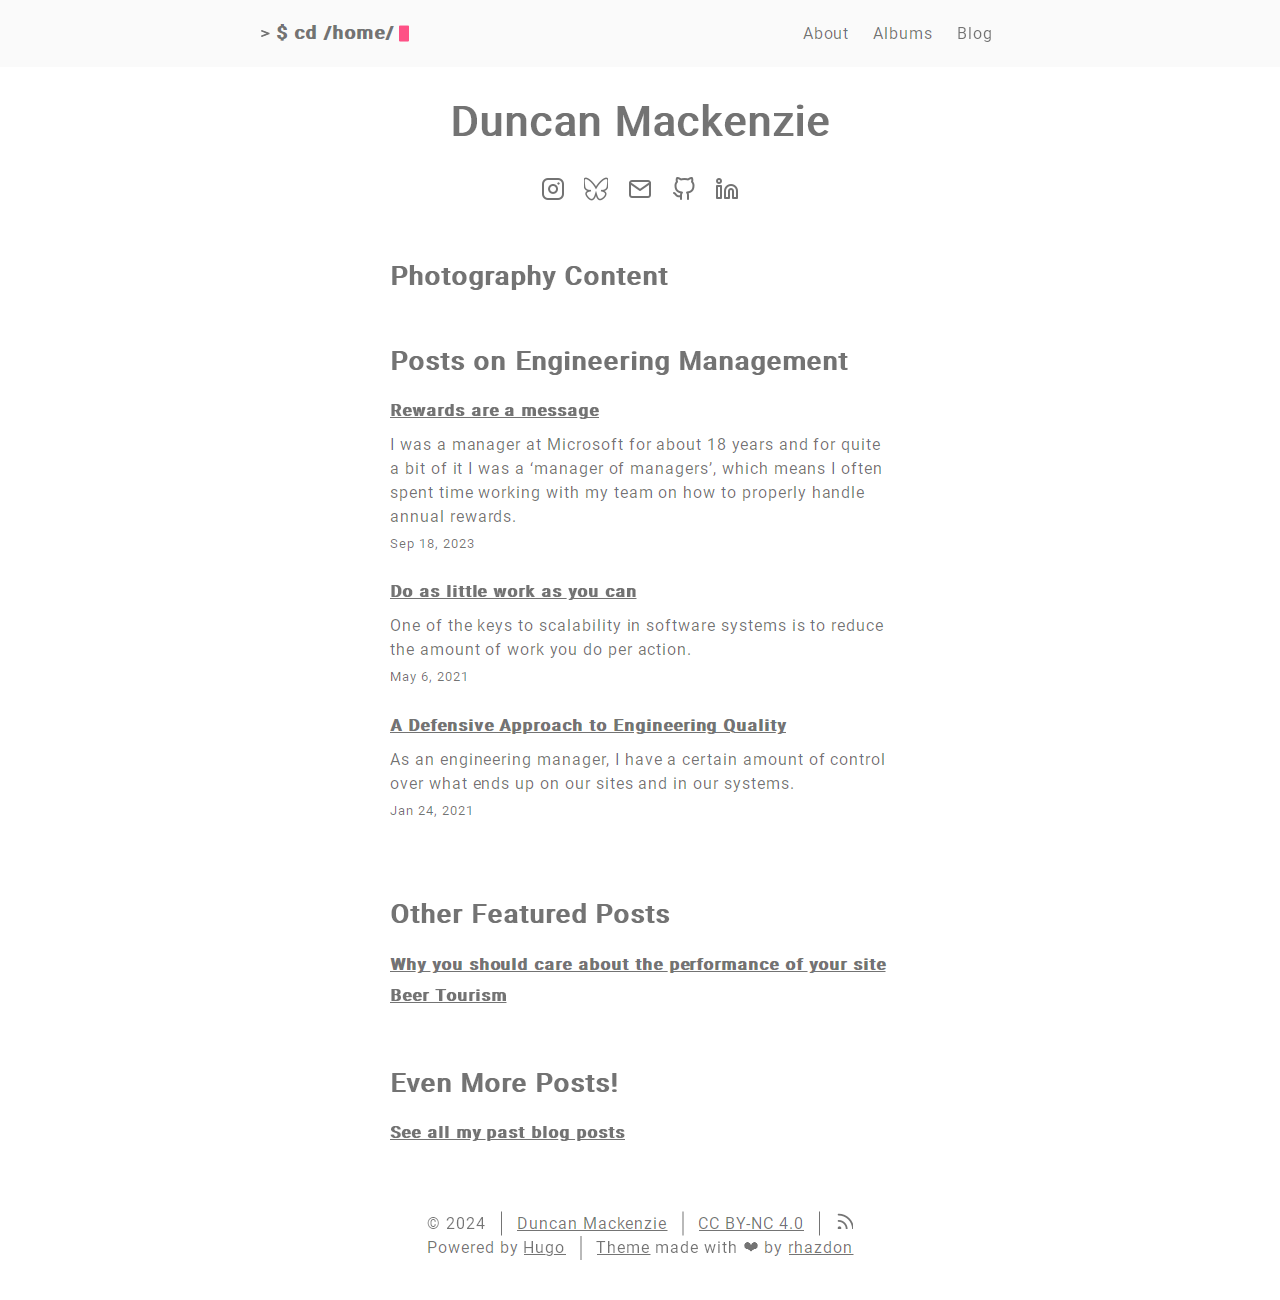 > $ cd /home/
About Albums Blog
Duncan Mackenzie
Photography Content
Posts on Engineering Management
Rewards are a message
I was a manager at Microsoft for about 18 years and for quite
a bit of it I was a ‘manager of managers’, which means I often
spent time working with my team on how to properly handle
annual rewards.
Sep 18, 2023
Do as little work as you can
One of the keys to scalability in software systems is to reduce
the amount of work you do per action.
May 6, 2021
A Defensive Approach to Engineering Quality
As an engineering manager, I have a certain amount of control
over what ends up on our sites and in our systems.
Jan 24, 2021
Other Featured Posts
Why you should care about the performance of your site
Beer Tourism
Even More Posts!
See all my past blog posts
© 2024 | Duncan Mackenzie | CC BY-NC 4.0 |
Powered by Hugo | Theme made with ❤ by rhazdon